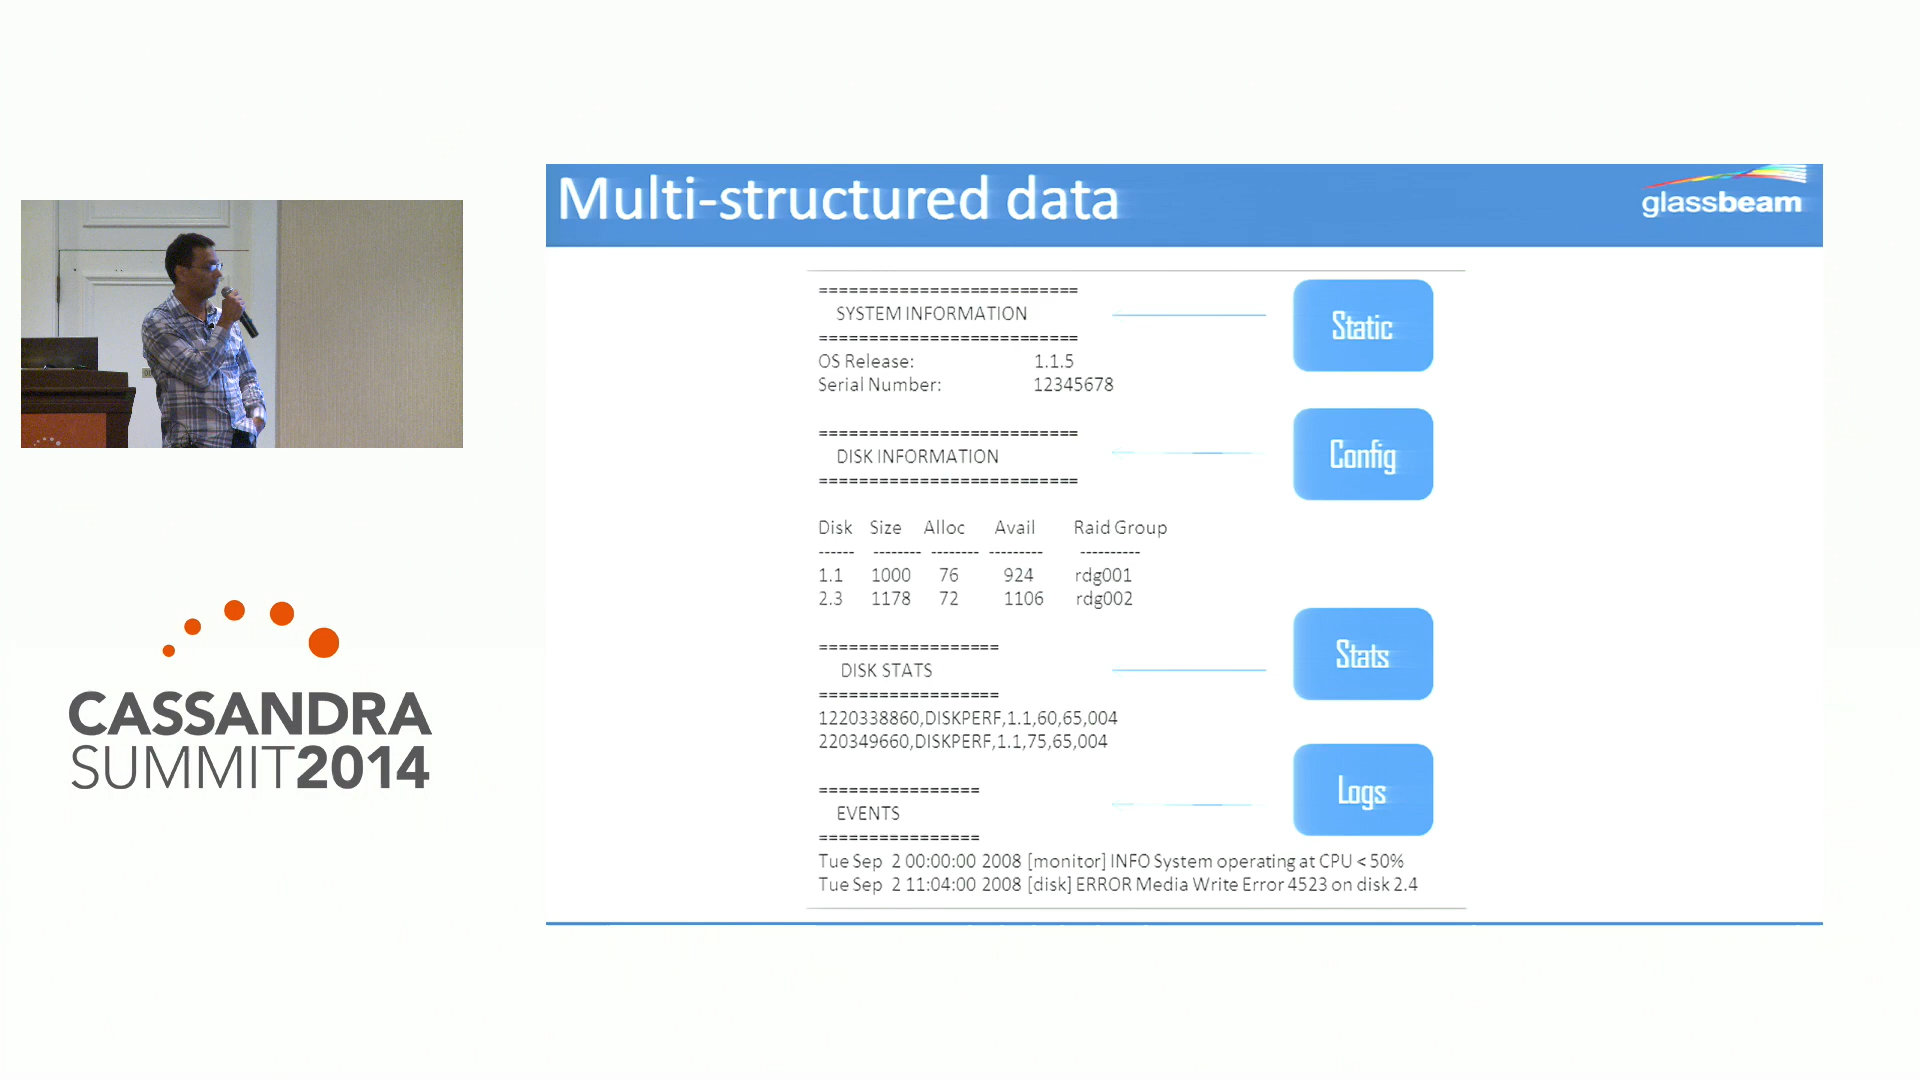 Multi-structured data
glassbeam
==========================
SYSTEM INFORMATION
==========================
Static
OS Release: 1.1.5
Serial Number: 12345678
==========================
DISK INFORMATION
==========================
Config
Disk Size Alloc Avail Raid Group
------ -------- -------- --------- ----------
1.1 1000 76 924 rdg001
2.3 1178 72 1106 rdg002
==================
DISK STATS
==================
Stats
1220338860,DISKPERF,1.1,60,65,004
220349660,DISKPERF,1.1,75,65,004
================
EVENTS
================
Logs
Tue Sep 2 00:00:00 2008 [monitor] INFO System operating at CPU < 50%
Tue Sep 2 11:04:00 2008 [disk] ERROR Media Write Error 4523 on disk 2.4
CASSANDRA
SUMMIT2014